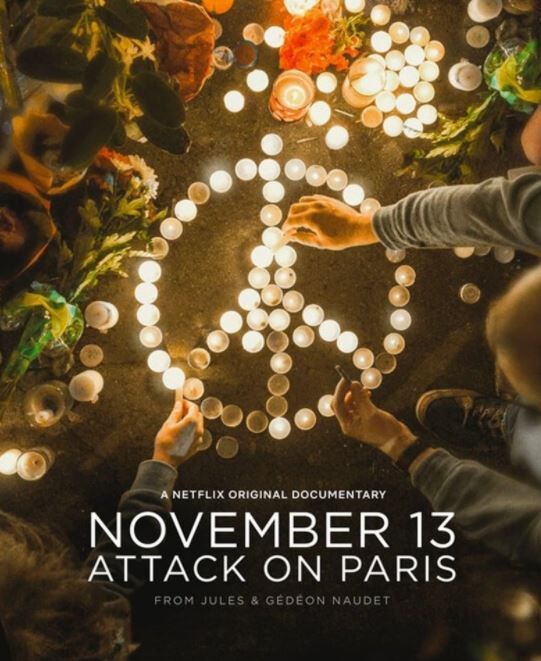 A NETFLIX ORIGINAL DOCUMENTARY
NOVEMBER 13
ATTACK ON PARIS
FROM JULES & GÉDÉON NAUDET